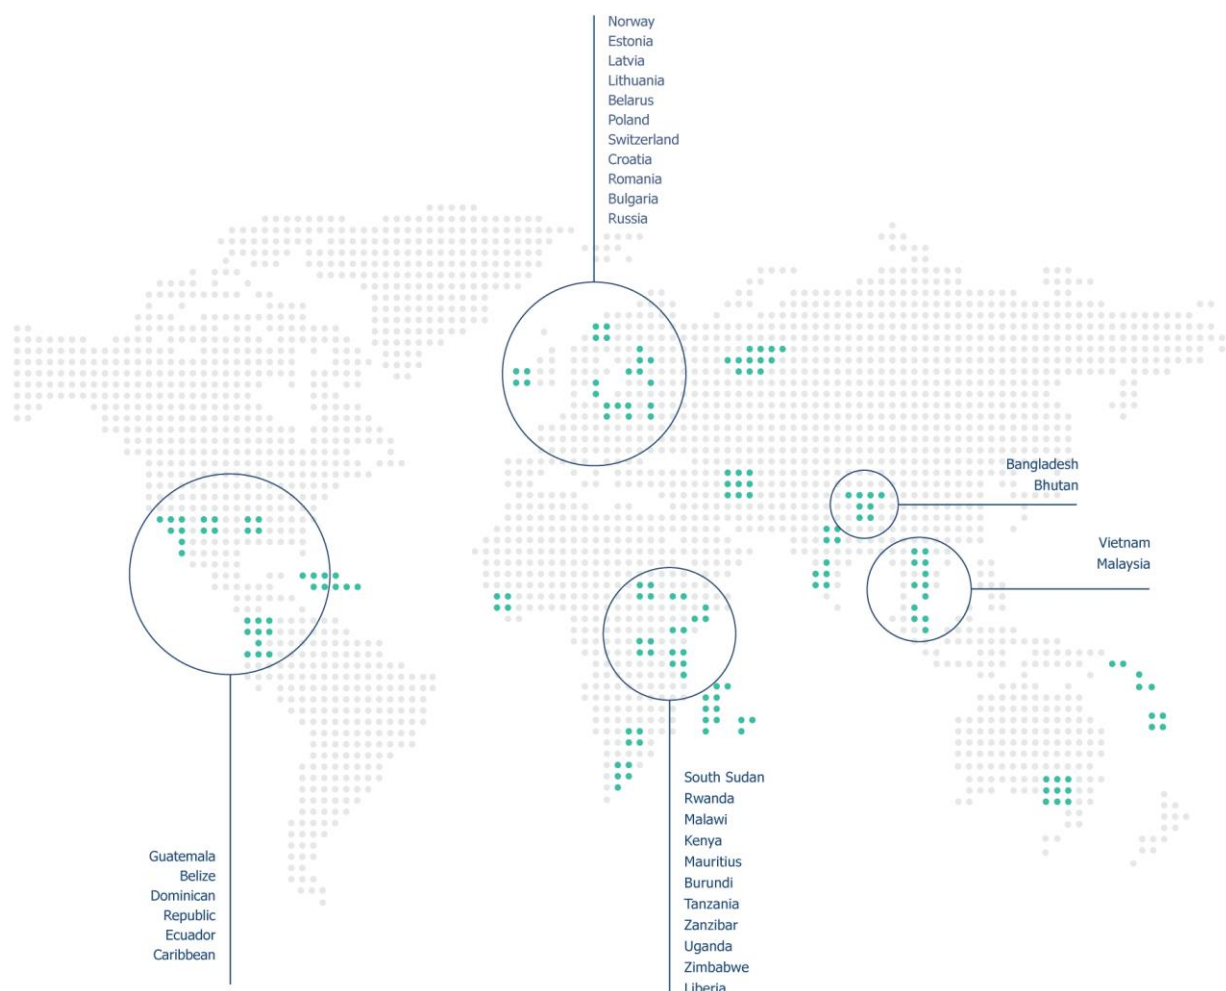 Norway
Estonia
Latvia
Lithuania
Belarus
Poland
Switzerland
Croatia
Romania
Bulgaria
Russia
Bangladesh
Bhutan
Vietnam
Malaysia
Guatemala
Belize
Dominican
Republic
Ecuador
Caribbean
South Sudan
Rwanda
Malawi
Kenya
Mauritius
Burundi
Tanzania
Zanzibar
Uganda
Zimbabwe
Liberia